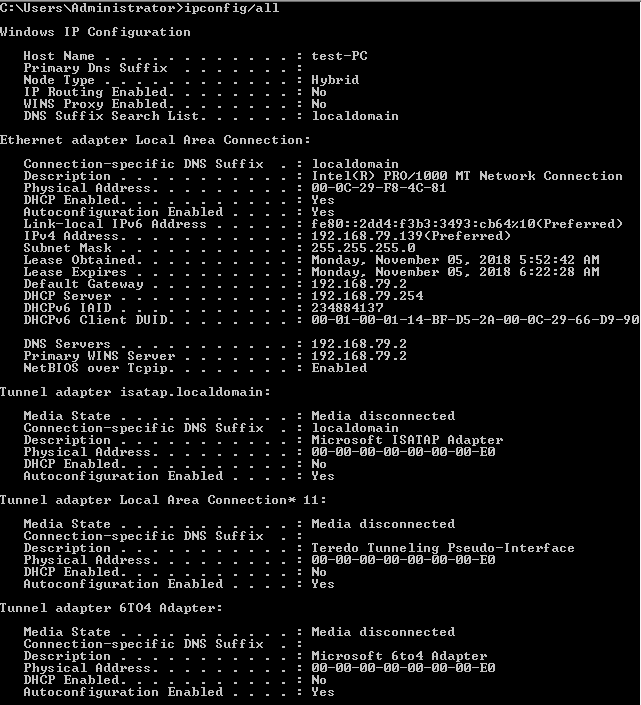 C:\Users\Administrator>ipconfig/all
Windows IP Configuration
Host Name . . . . . . . . . . . . : test-PC
Primary Dns Suffix . . . . . . . :
Node Type . . . . . . . . . . . . : Hybrid
IP Routing Enabled. . . . . . . . : No
WINS Proxy Enabled. . . . . . . . : No
DNS Suffix Search List. . . . . . : localdomain
Ethernet adapter Local Area Connection:
Connection-specific DNS Suffix . : localdomain
Description . . . . . . . . . . . : Intel(R) PRO/1000 MT Network Connection
Physical Address. . . . . . . . . : 00-0C-29-F8-4C-81
DHCP Enabled. . . . . . . . . . . : Yes
Autoconfiguration Enabled . . . . : Yes
Link-local IPv6 Address . . . . . : fe80::2dd4:f3b3:3493:cb64%10(Preferred)
IPv4 Address. . . . . . . . . . . : 192.168.79.139(Preferred)
Subnet Mask . . . . . . . . . . . : 255.255.255.0
Lease Obtained. . . . . . . . . . : Monday, November 05, 2018 5:52:42 AM
Lease Expires . . . . . . . . . . : Monday, November 05, 2018 6:22:28 AM
Default Gateway . . . . . . . . . : 192.168.79.2
DHCP Server . . . . . . . . . . . : 192.168.79.254
DHCPv6 IAID . . . . . . . . . . . : 234884137
DHCPv6 Client DUID. . . . . . . . : 00-01-00-01-14-BF-D5-2A-00-0C-29-66-D9-90
DNS Servers . . . . . . . . . . . : 192.168.79.2
Primary WINS Server . . . . . . . : 192.168.79.2
NetBIOS over Tcpip. . . . . . . . : Enabled
Tunnel adapter isatap.localdomain:
Media State . . . . . . . . . . . : Media disconnected
Connection-specific DNS Suffix . : localdomain
Description . . . . . . . . . . . : Microsoft ISATAP Adapter
Physical Address. . . . . . . . . : 00-00-00-00-00-00-00-E0
DHCP Enabled. . . . . . . . . . . : No
Autoconfiguration Enabled . . . . : Yes
Tunnel adapter Local Area Connection* 11:
Media State . . . . . . . . . . . : Media disconnected
Connection-specific DNS Suffix . :
Description . . . . . . . . . . . : Teredo Tunneling Pseudo-Interface
Physical Address. . . . . . . . . : 00-00-00-00-00-00-00-E0
DHCP Enabled. . . . . . . . . . . : No
Autoconfiguration Enabled . . . . : Yes
Tunnel adapter 6TO4 Adapter:
Media State . . . . . . . . . . . : Media disconnected
Connection-specific DNS Suffix . :
Description . . . . . . . . . . . : Microsoft 6to4 Adapter
Physical Address. . . . . . . . . : 00-00-00-00-00-00-00-E0
DHCP Enabled. . . . . . . . . . . : No
Autoconfiguration Enabled . . . . : Yes